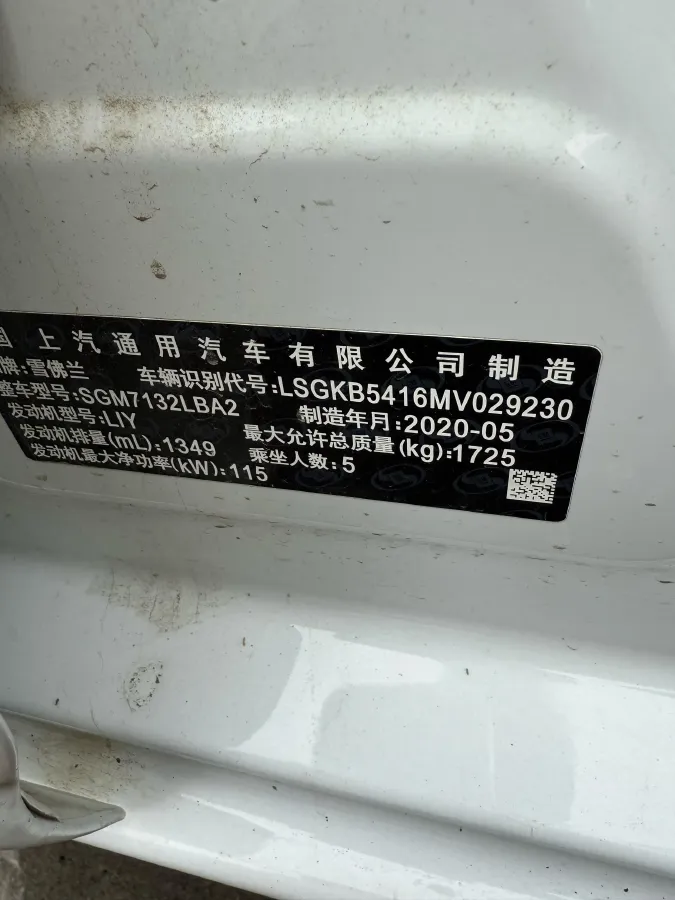 国 上汽通用汽车有限公司制造
牌:雪佛兰 车辆识别代号:LSGKB5416MV029230
整车型号:SGM7132LBA2 制造年月:2020-05
发动机型号:LIY 最大允许总质量(kg):1725
发动机排量(mL):1349 乘坐人数:5
发动机最大净功率(kW):115